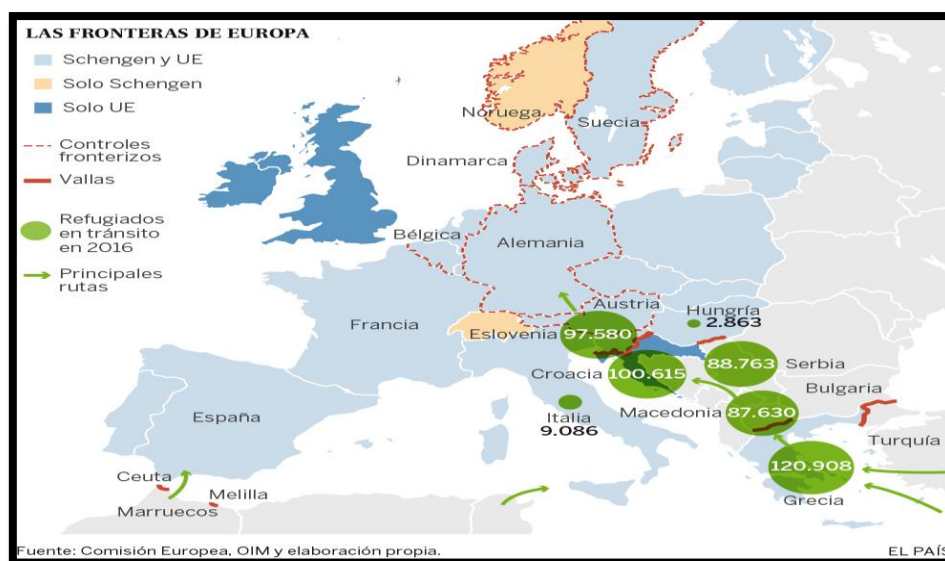 LAS FRONTERAS DE EUROPA
Schengen y UE
Solo Schengen
Solo UE
Controles
fronterizos
Vallas
Refugiados
en tránsito
en 2016
Principales
rutas
Noruega
Suecia
Dinamarca
Bélgica
Alemania
Austria
Hungría
2.863
Francia
Eslovenia
97.580
Croacia
100.615
88.763
Serbia
Bulgaria
Italia
9.086
Macedonia
87.630
Turquía
España
120.908
Grecia
Ceuta
Melilla
Marruecos
Fuente: Comisión Europea, OIM y elaboración propia.
EL PAÍS